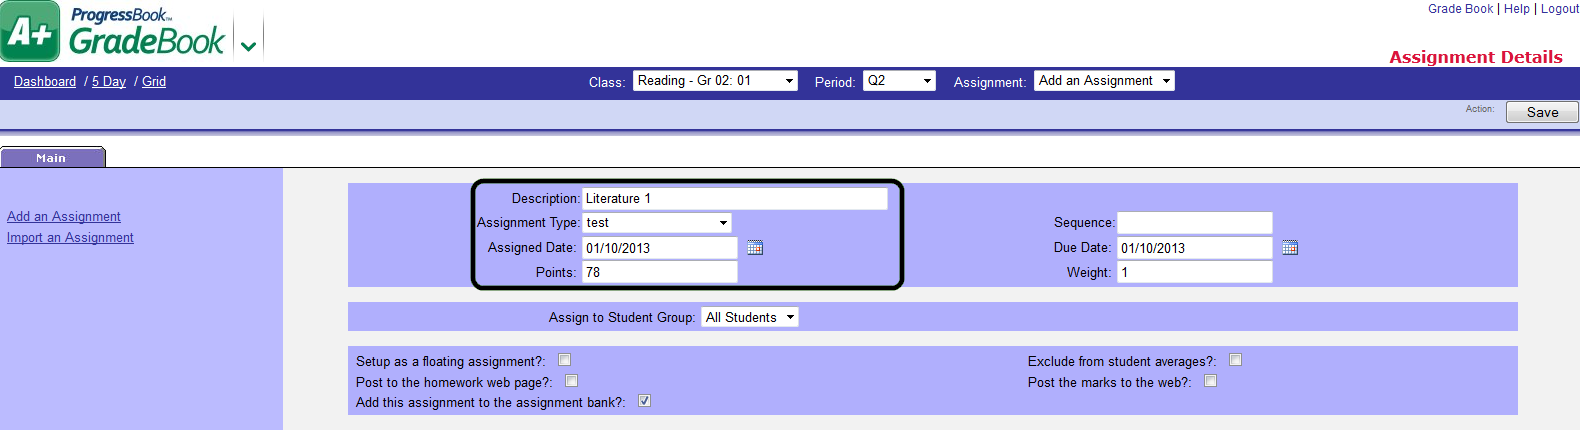 A+ ProgressBook™ GradeBook
Grade Book | Help | Logout
Assignment Details
Dashboard / 5 Day / Grid Class: Reading - Gr 02: 01 Period: Q2 Assignment: Add an Assignment
Action: Save
Main
Add an Assignment
Import an Assignment
Description: Literature 1
Assignment Type: test Sequence:
Assigned Date: 01/10/2013 Due Date: 01/10/2013
Points: 78 Weight: 1
Assign to Student Group: All Students
Setup as a floating assignment?: Exclude from student averages?:
Post to the homework web page?: Post the marks to the web?:
Add this assignment to the assignment bank?: